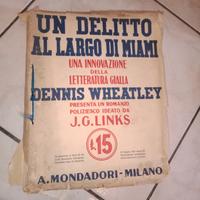 UN DELITTO
AL LARGO DI MIAMI
UNA INNOVAZIONE
DELLA
LETTERATURA GIALLA
DENNIS WHEATLEY
PRESENTA UN ROMANZO
POLIZIESCO IDEATO DA
J. G. LINKS
£.15
A. MONDADORI - MILANO